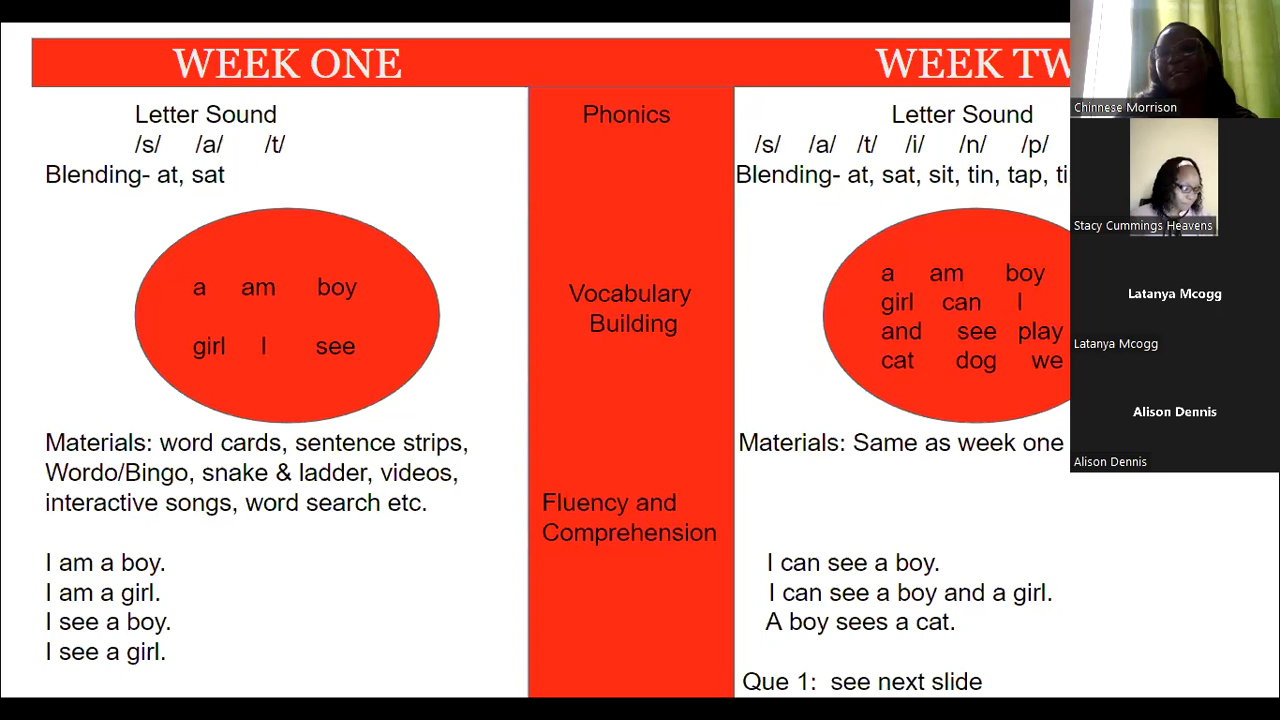 WEEK ONE
WEEK TW
Letter Sound
/s/ /a/ /t/
Blending- at, sat
a am boy
girl I see
Materials: word cards, sentence strips,
Wordo/Bingo, snake & ladder, videos,
interactive songs, word search etc.
I am a boy.
I am a girl.
I see a boy.
I see a girl.
Phonics
Vocabulary
Building
Fluency and
Comprehension
Letter Sound
/s/ /a/ /t/ /i/ /n/ /p/
Blending- at, sat, sit, tin, tap, ti
a am boy
girl can I
and see play
cat dog we
Materials: Same as week one
I can see a boy.
I can see a boy and a girl.
A boy sees a cat.
Que 1: see next slide
Chinnese Morrison
Stacy Cummings Heavens
Latanya Mcogg
Latanya Mcogg
Alison Dennis
Alison Dennis